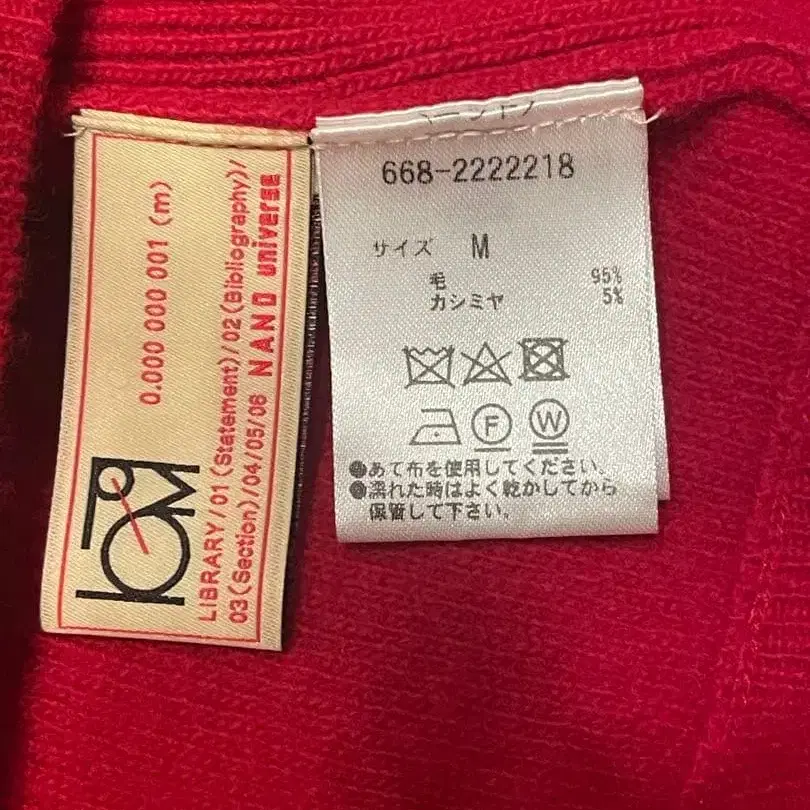 0.000 000 001 (m)
LIBRARY/01(Statement)/02(Bibliography)/
03(Section)/04/05/06 NANO universe
668-2222218
サイズ M
毛 95%
カシミヤ 5%
F W
●あて布を使用してください。
●濡れた時はよく乾かしてから
保管して下さい。